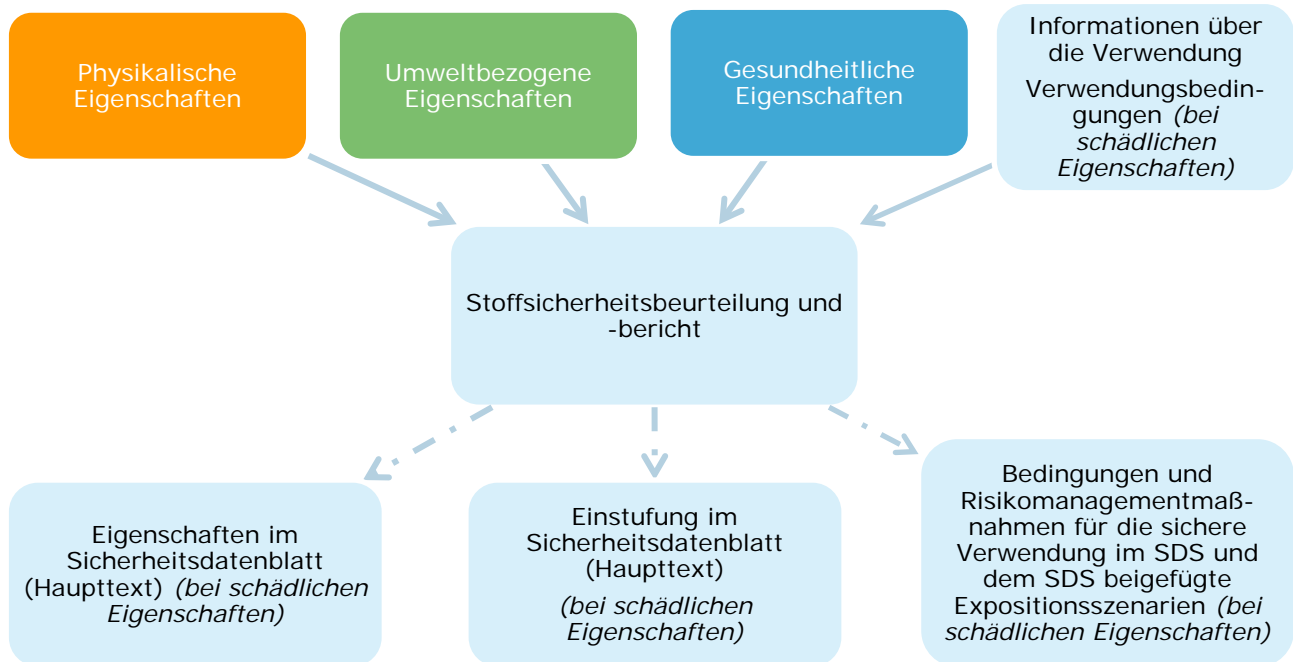 Physikalische
Eigenschaften
Umweltbezogene
Eigenschaften
Gesundheitliche
Eigenschaften
Informationen über
die Verwendung
Verwendungsbedin-
gungen (bei
schädlichen
Eigenschaften)
Stoffsicherheitsbeurteilung und
-bericht
Eigenschaften im
Sicherheitsdatenblatt
(Haupttext) (bei schädlichen
Eigenschaften)
Einstufung im
Sicherheitsdatenblatt
(Haupttext)
(bei schädlichen
Eigenschaften)
Bedingungen und
Risikomanagementmaß-
nahmen für die sichere
Verwendung im SDS und
dem SDS beigefügte
Expositionsszenarien (bei
schädlichen Eigenschaften)